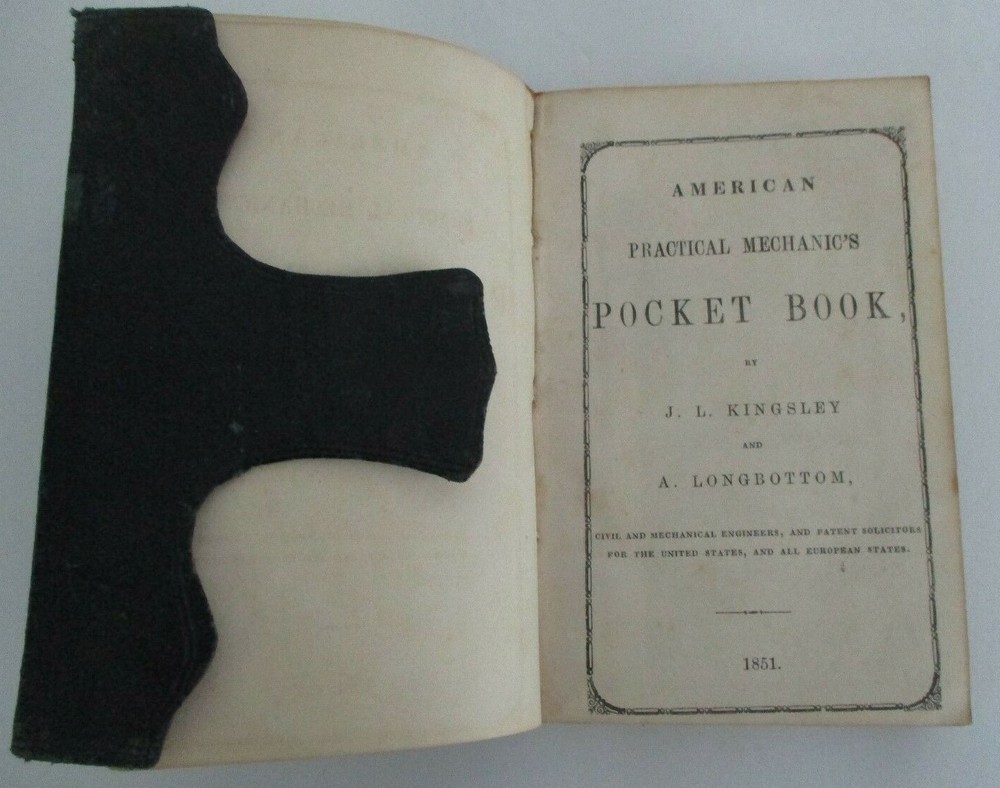 AMERICAN
PRACTICAL MECHANIC'S
POCKET BOOK,
BY
J. L. KINGSLEY
AND
A. LONGBOTTOM,
CIVIL AND MECHANICAL ENGINEERS, AND PATENT SOLICITORS
FOR THE UNITED STATES, AND ALL EUROPEAN STATES.
1851.